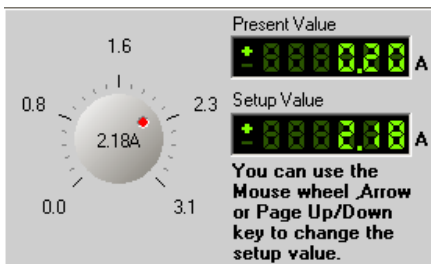 Present Value
1.6
+0.20 A
0.8
2.3
Setup Value
2.18A
+2.18 A
You can use the
Mouse wheel ,Arrow
or Page Up/Down
key to change the
setup value.
0.0
3.1